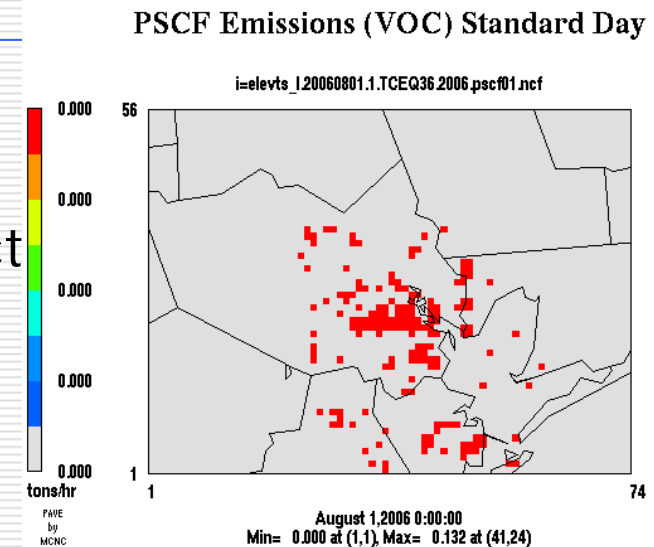 PSCF Emissions (VOC) Standard Day
i=elevts_l.20060801.1.TCEQ36.2006.pscf01.ncf
0.000
56
0.000
ct
0.000
0.000
0.000
1
tons/hr
1
74
PAVE
by
MCNC
August 1,2006 0:00:00
Min= 0.000 at (1,1), Max= 0.132 at (41,24)